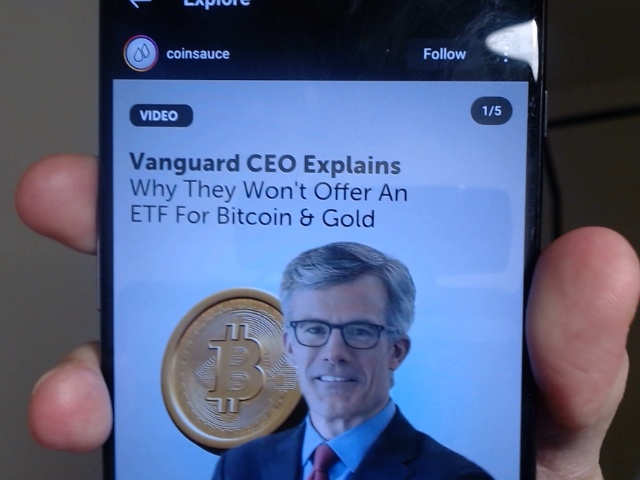 Explore
coinsauce
Follow
VIDEO
1/5
Vanguard CEO Explains
Why They Won't Offer An
ETF For Bitcoin & Gold